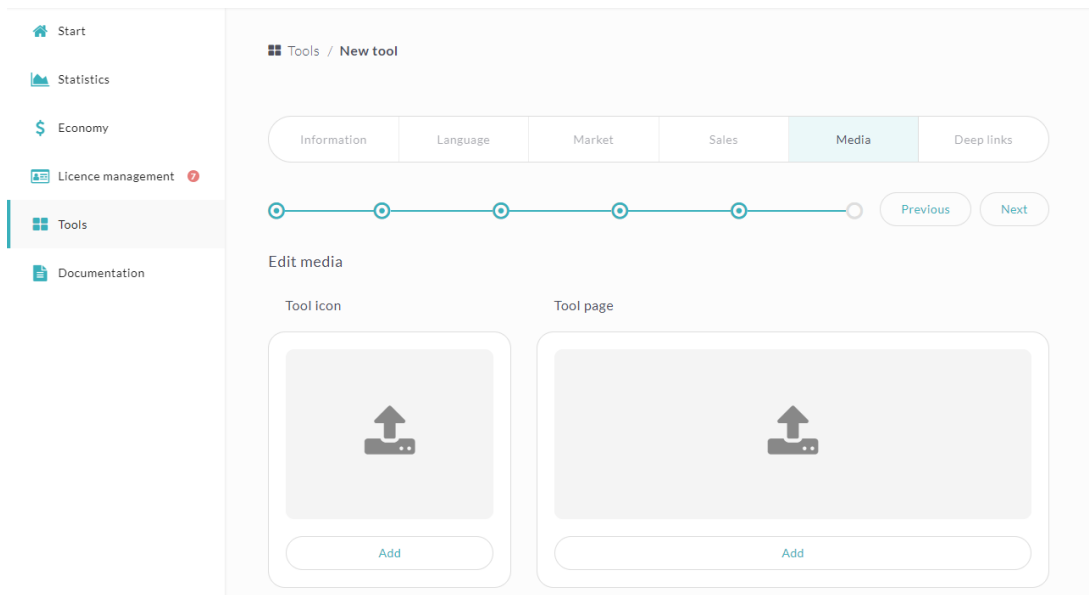 Start
Statistics
Economy
Licence management 7
Tools
Documentation
Tools / New tool
Information Language Market Sales Media Deep links
Previous Next
Edit media
Tool icon Tool page
Add Add